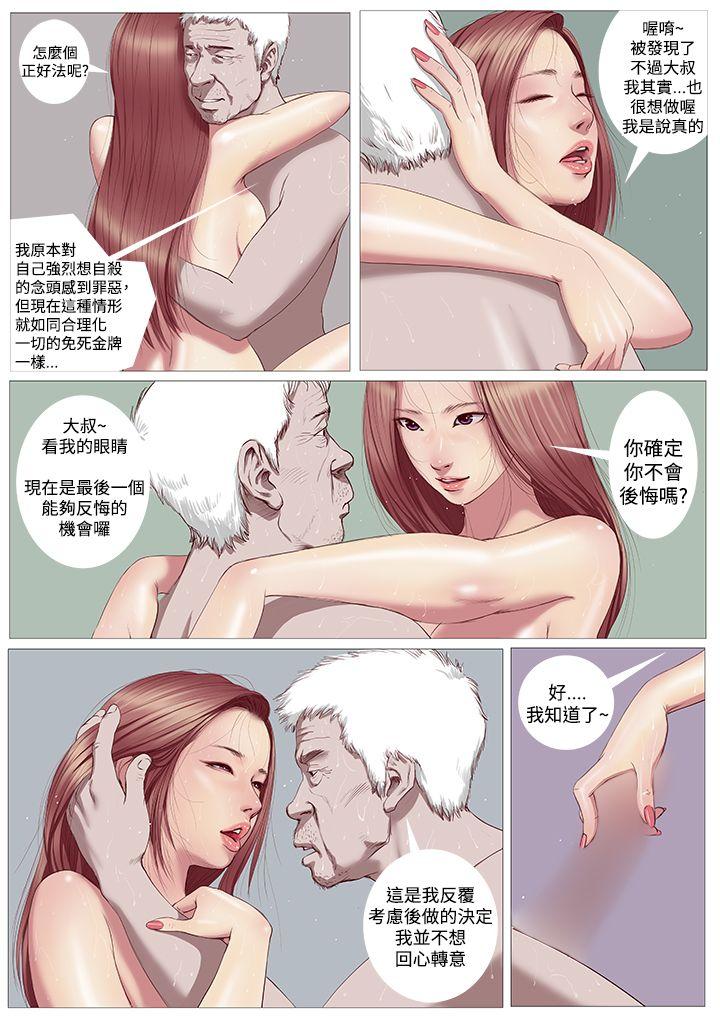 怎麼個
正好法呢?
我原本對
自己強烈想自殺
的念頭感到罪惡，
但現在這種情形
就如同合理化
一切的免死金牌
一樣...
喔唷~
被發現了
不過大叔
我其實...也
很想做喔
我是說真的
大叔~
看我的眼睛
現在是最後一個
能夠反悔的
機會囉
你確定
你不會
後悔嗎?
這是我反覆
考慮後做的決定
我並不想
回心轉意
好....
我知道了~